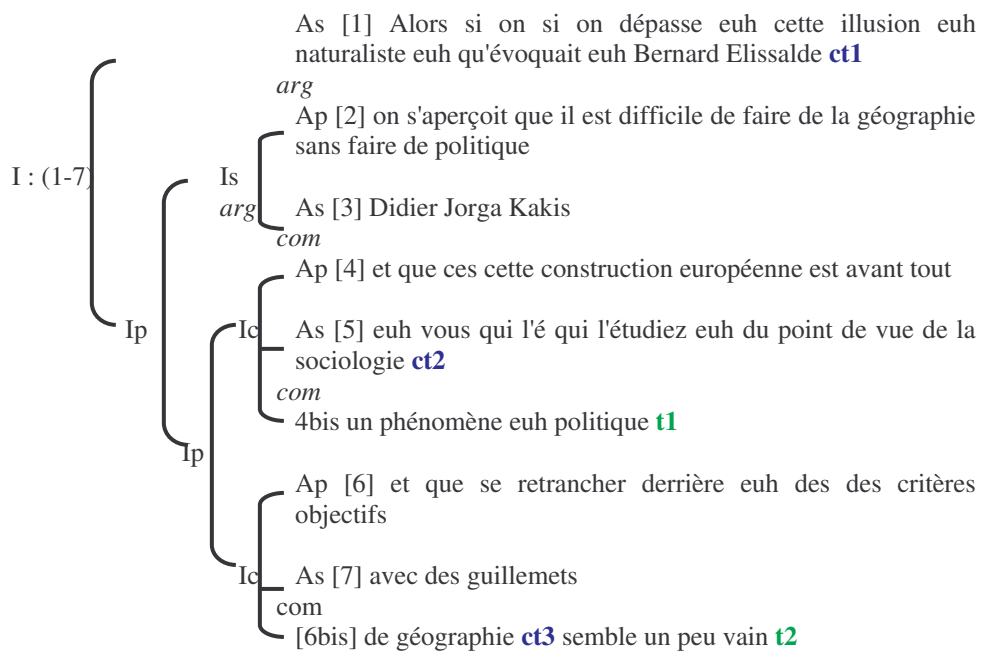 As [1] Alors si on si on dépasse euh cette illusion euh
naturaliste euh qu'évoquait euh Bernard Elissalde ct1
arg
Ap [2] on s'aperçoit que il est difficile de faire de la géographie
sans faire de politique
I : (1-7)
Is
arg
As [3] Didier Jorga Kakis
com
Ap [4] et que ces cette construction européenne est avant tout
Ip
Ic
As [5] euh vous qui l'é qui l'étudiez euh du point de vue de la
sociologie ct2
com
4bis un phénomène euh politique t1
Ip
Ap [6] et que se retrancher derrière euh des des critères
objectifs
Ic
As [7] avec des guillemets
com
[6bis] de géographie ct3 semble un peu vain t2